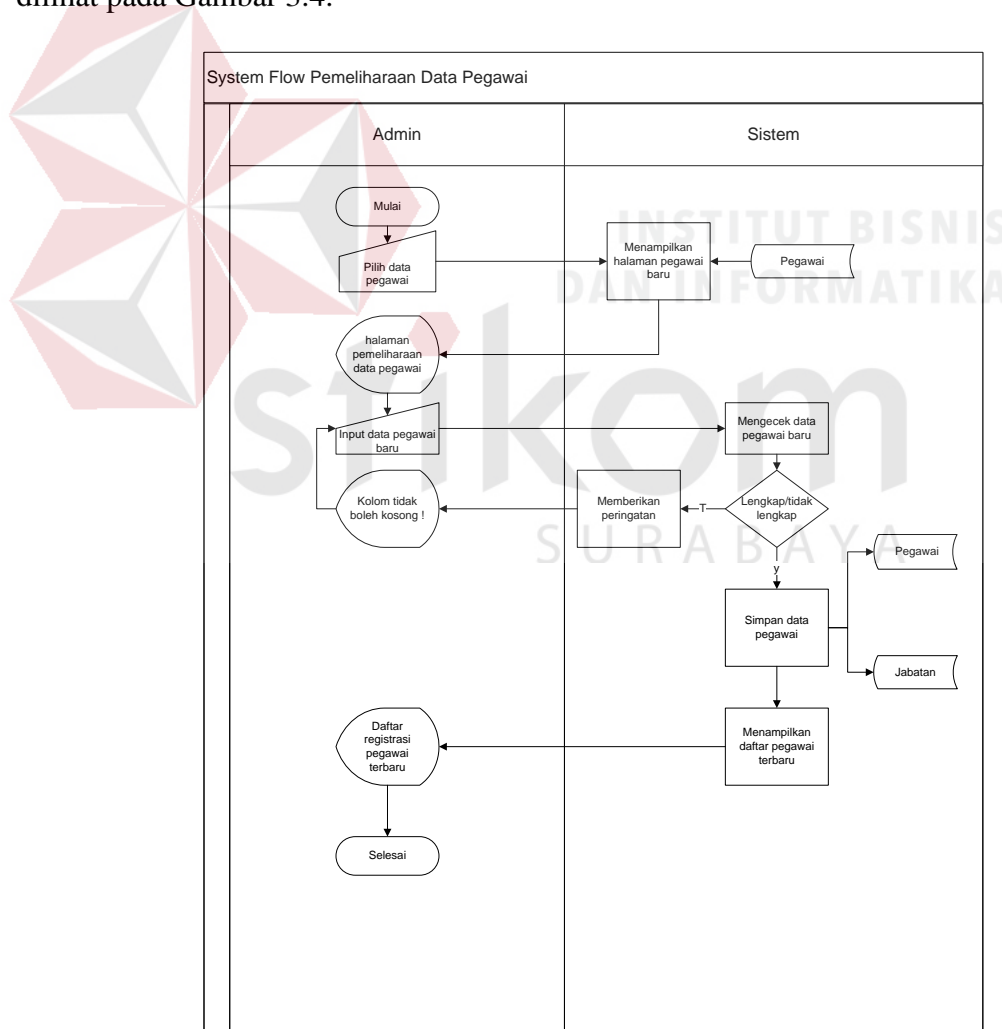 dilihat pada Gambar 3.4.
System Flow Pemeliharaan Data Pegawai
Admin
Sistem
Mulai
Pilih data
pegawai
Menampilkan
halaman pegawai
baru
Pegawai
halaman
pemeliharaan
data pegawai
Input data pegawai
baru
Mengecek data
pegawai baru
Lengkap/tidak
lengkap
T
Memberikan
peringatan
Kolom tidak
boleh kosong !
y
Simpan data
pegawai
Pegawai
Jabatan
Menampilkan
daftar pegawai
terbaru
Daftar
registrasi
pegawai
terbaru
Selesai
INSTITUT BISNIS
DAN INFORMATIKA
stikom
SURABAYA